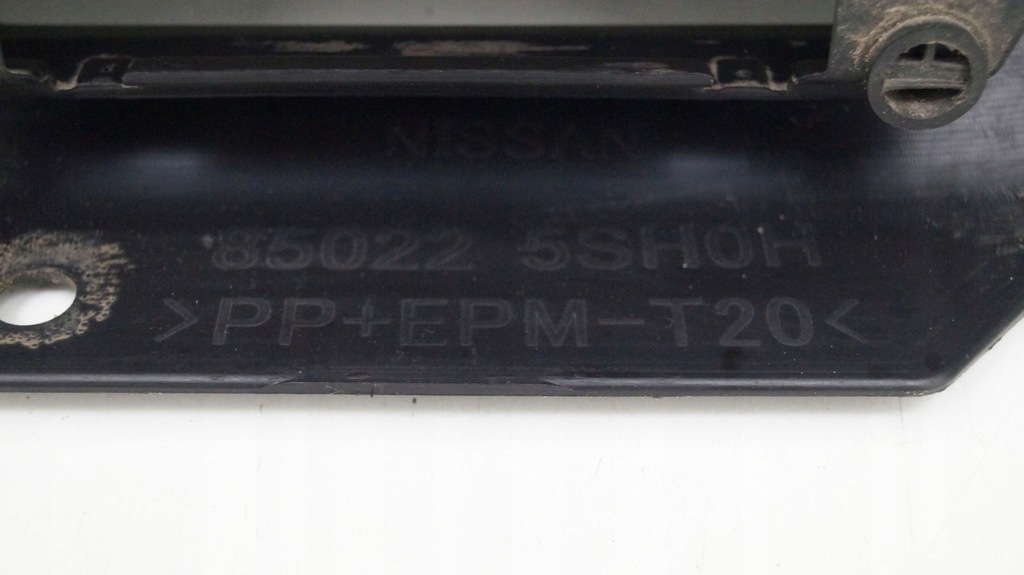 NISSAN
85022 5SH0H
>PP+EPM-T20<